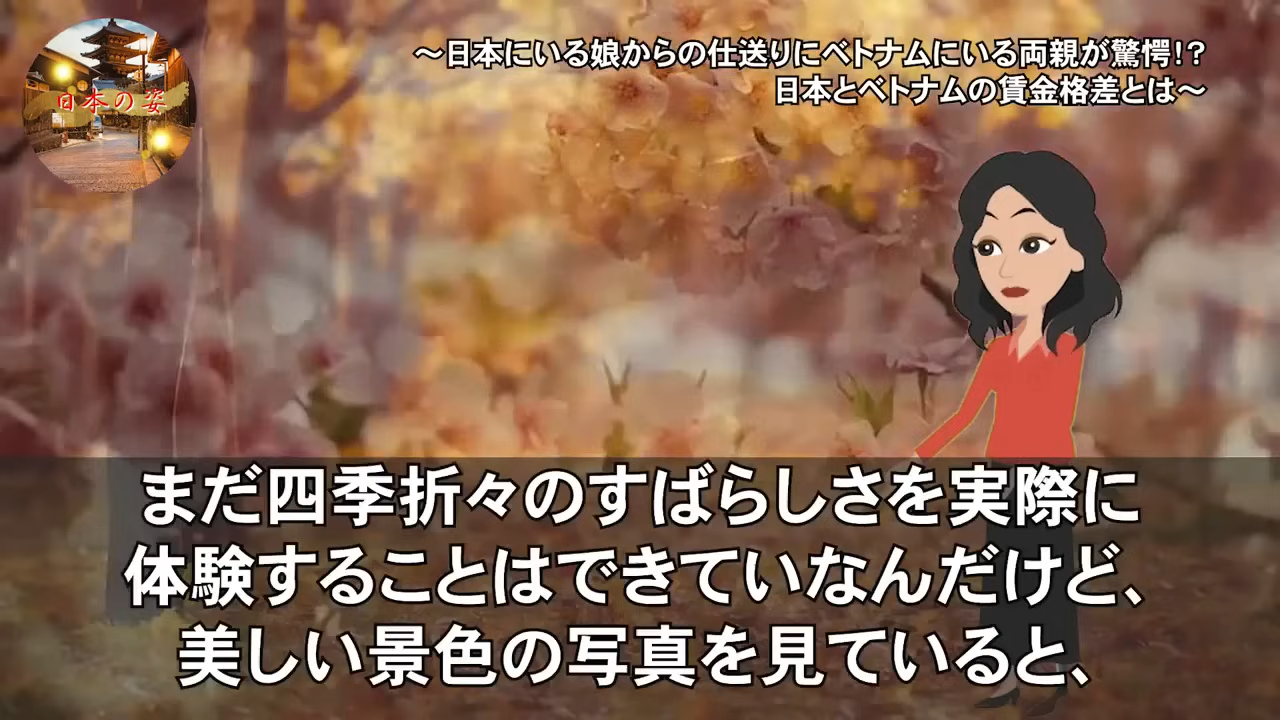 日本の姿
～日本にいる娘からの仕送りにベトナムにいる両親が驚愕！？
日本とベトナムの賃金格差とは～
まだ四季折々のすばらしさを実際に
体験することはできていなんだけど、
美しい景色の写真を見ていると、